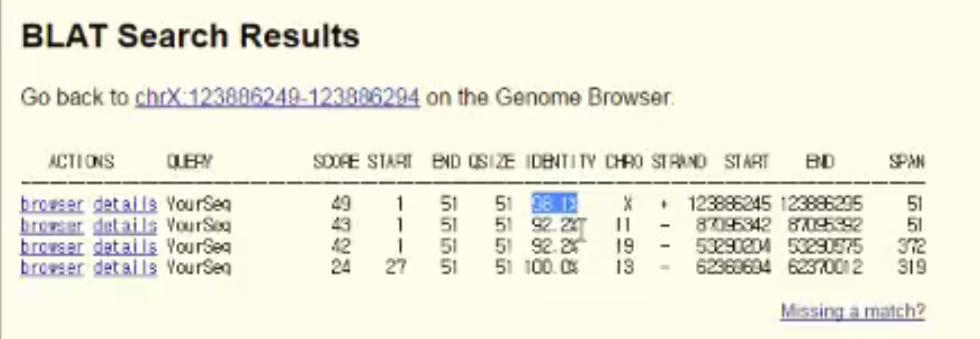 BLAT Search Results
Go back to chrX:123886249-123886294 on the Genome Browser.
ACTIONS QUERY SCORE START END QSIZE IDENTITY CHRO STRAND START END SPAN
browser details YourSeq 49 1 51 51 98.1% X + 123886245 123886295 51
browser details YourSeq 43 1 51 51 92.2% 11 - 87095342 87095392 51
browser details YourSeq 42 1 51 51 92.2% 19 - 53290204 53290575 372
browser details YourSeq 24 27 51 51 100.0% 13 - 62369694 62370012 319
Missing a match?